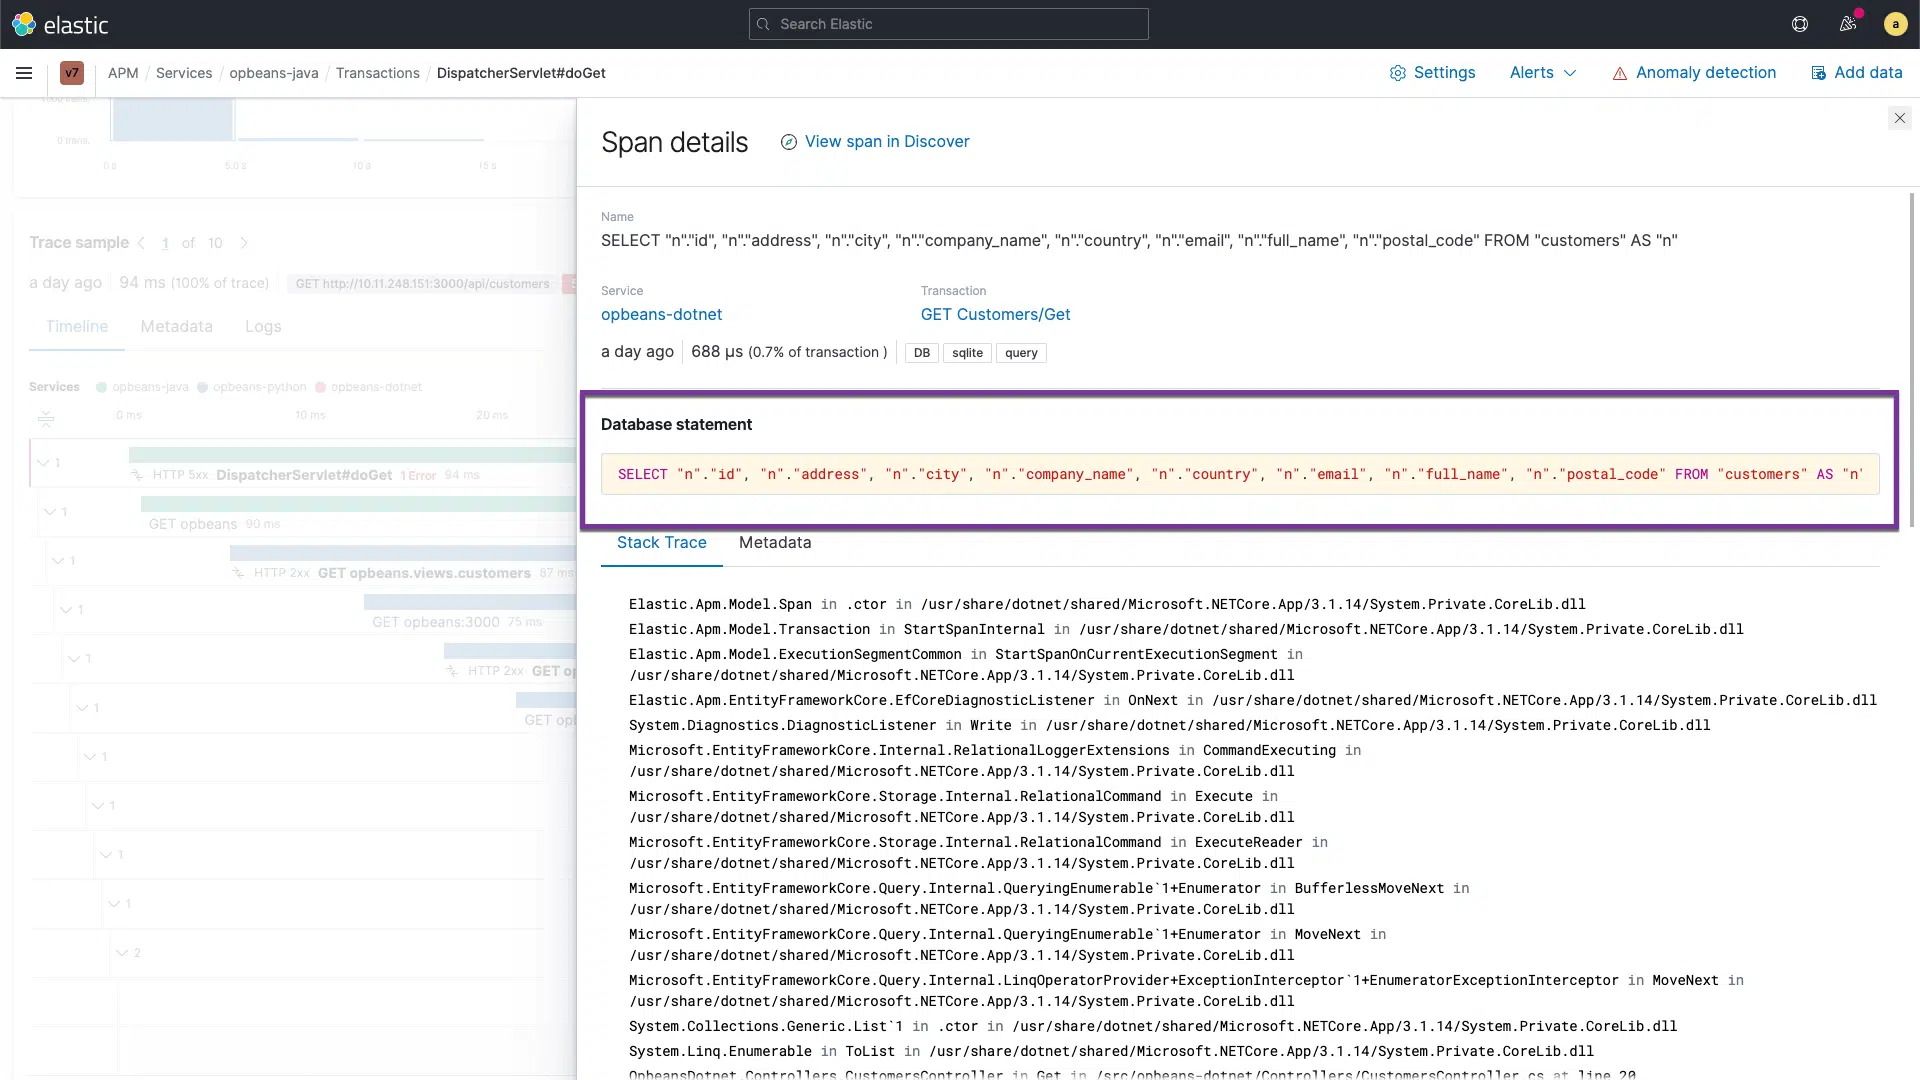 elastic
Search Elastic
a
v7
APM / Services / opbeans-java / Transactions / DispatcherServlet#doGet
Settings
Alerts
Anomaly detection
Add data
0 trans.
0 s
5.0 s
10 s
15 s
Trace sample
1 of 10
a day ago
94 ms (100% of trace)
GET http://10.11.248.151:3000/api/customers
Timeline
Metadata
Logs
Services
opbeans-java
opbeans-python
opbeans-dotnet
0 ms
10 ms
20 ms
1
HTTP 5xx DispatcherServlet#doGet 1 Error 94 ms
1
GET opbeans 90 ms
1
HTTP 2xx GET opbeans.views.customers 87 ms
1
GET opbeans:3000 75 ms
1
HTTP 2xx GET op
1
GET opb
1
1
1
1
2
Span details
View span in Discover
Name
SELECT "n"."id", "n"."address", "n"."city", "n"."company_name", "n"."country", "n"."email", "n"."full_name", "n"."postal_code" FROM "customers" AS "n"
Service
Transaction
opbeans-dotnet
GET Customers/Get
a day ago
688 µs (0.7% of transaction )
DB
sqlite
query
Database statement
SELECT "n"."id", "n"."address", "n"."city", "n"."company_name", "n"."country", "n"."email", "n"."full_name", "n"."postal_code" FROM "customers" AS "n'
Stack Trace
Metadata
Elastic.Apm.Model.Span in .ctor in /usr/share/dotnet/shared/Microsoft.NETCore.App/3.1.14/System.Private.CoreLib.dll
Elastic.Apm.Model.Transaction in StartSpanInternal in /usr/share/dotnet/shared/Microsoft.NETCore.App/3.1.14/System.Private.CoreLib.dll
Elastic.Apm.Model.ExecutionSegmentCommon in StartSpanOnCurrentExecutionSegment in
/usr/share/dotnet/shared/Microsoft.NETCore.App/3.1.14/System.Private.CoreLib.dll
Elastic.Apm.EntityFrameworkCore.EfCoreDiagnosticListener in OnNext in /usr/share/dotnet/shared/Microsoft.NETCore.App/3.1.14/System.Private.CoreLib.dll
System.Diagnostics.DiagnosticListener in Write in /usr/share/dotnet/shared/Microsoft.NETCore.App/3.1.14/System.Private.CoreLib.dll
Microsoft.EntityFrameworkCore.Internal.RelationalLoggerExtensions in CommandExecuting in
/usr/share/dotnet/shared/Microsoft.NETCore.App/3.1.14/System.Private.CoreLib.dll
Microsoft.EntityFrameworkCore.Storage.Internal.RelationalCommand in Execute in
/usr/share/dotnet/shared/Microsoft.NETCore.App/3.1.14/System.Private.CoreLib.dll
Microsoft.EntityFrameworkCore.Storage.Internal.RelationalCommand in ExecuteReader in
/usr/share/dotnet/shared/Microsoft.NETCore.App/3.1.14/System.Private.CoreLib.dll
Microsoft.EntityFrameworkCore.Query.Internal.QueryingEnumerable`1+Enumerator in BufferlessMoveNext in
/usr/share/dotnet/shared/Microsoft.NETCore.App/3.1.14/System.Private.CoreLib.dll
Microsoft.EntityFrameworkCore.Query.Internal.QueryingEnumerable`1+Enumerator in MoveNext in
/usr/share/dotnet/shared/Microsoft.NETCore.App/3.1.14/System.Private.CoreLib.dll
Microsoft.EntityFrameworkCore.Query.Internal.LinqOperatorProvider+ExceptionInterceptor`1+EnumeratorExceptionInterceptor in MoveNext in
/usr/share/dotnet/shared/Microsoft.NETCore.App/3.1.14/System.Private.CoreLib.dll
System.Collections.Generic.List`1 in .ctor in /usr/share/dotnet/shared/Microsoft.NETCore.App/3.1.14/System.Private.CoreLib.dll
System.Linq.Enumerable in ToList in /usr/share/dotnet/shared/Microsoft.NETCore.App/3.1.14/System.Private.CoreLib.dll
OpbeansDotnet.Controllers.CustomersController in Get in /src/opbeans-dotnet/Controllers/CustomersController.cs at line 20